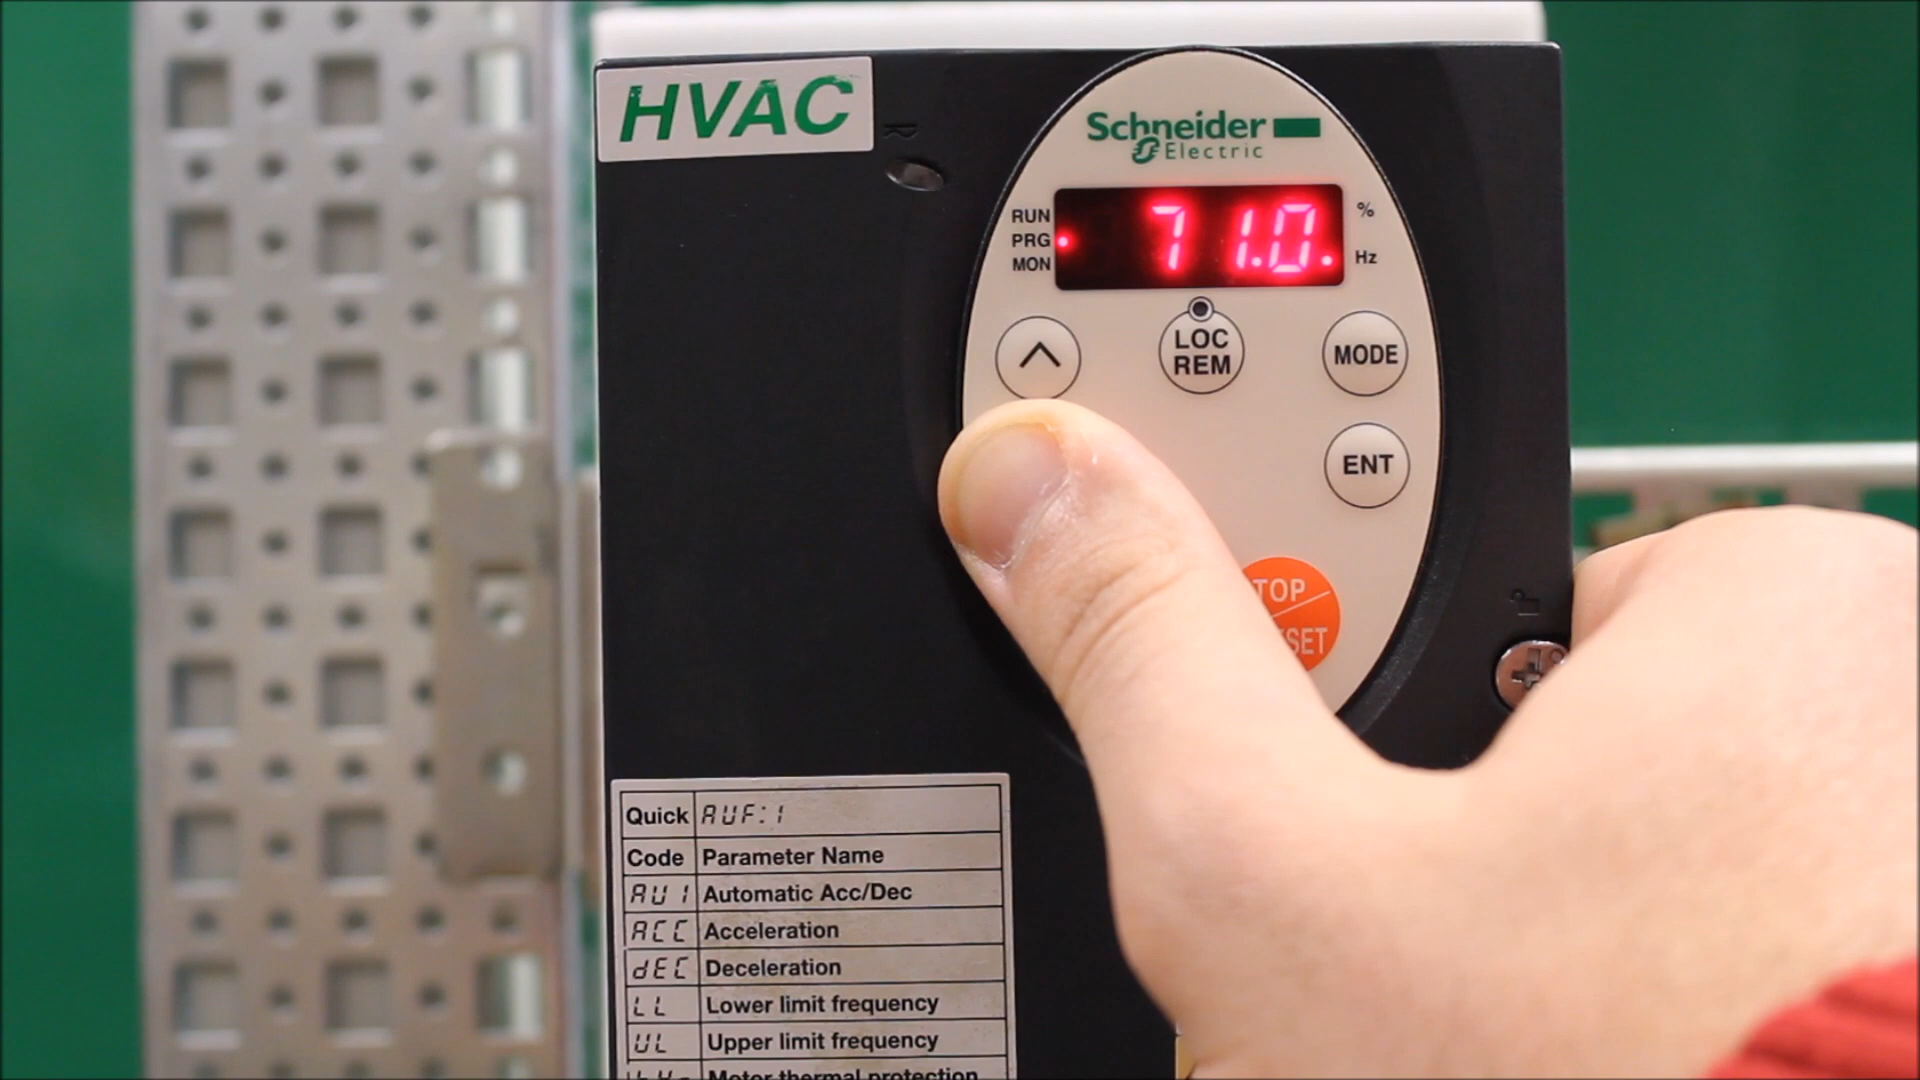 HVAC
Schneider
Electric
RUN
PRG
MON
71.0.
%
Hz
LOC
REM
MODE
ENT
TOP
SET
Quick AUF:1
Code Parameter Name
AU1 Automatic Acc/Dec
ACC Acceleration
dEC Deceleration
LL Lower limit frequency
UL Upper limit frequency
Motor thermal protection